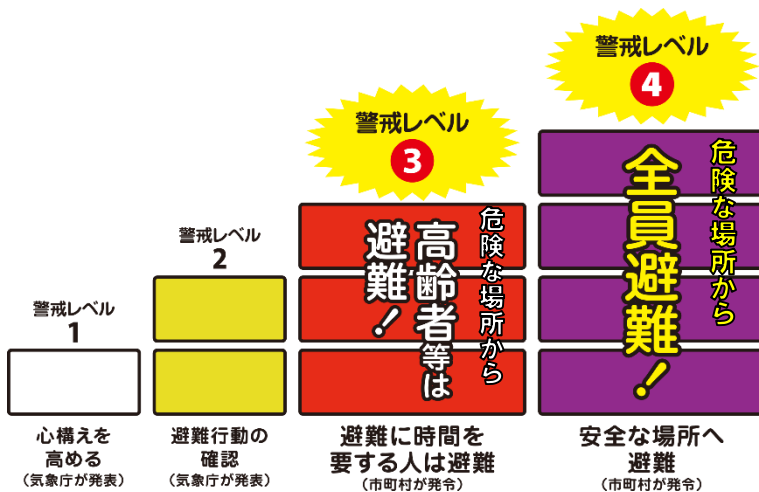 警戒レベル
1
心構えを
高める
(気象庁が発表)
警戒レベル
2
避難行動の
確認
(気象庁が発表)
警戒レベル
3
危険な場所から
高齢者等は
避難!
避難に時間を
要する人は避難
(市町村が発令)
警戒レベル
4
危険な場所から
全員避難!
安全な場所へ
避難
(市町村が発令)